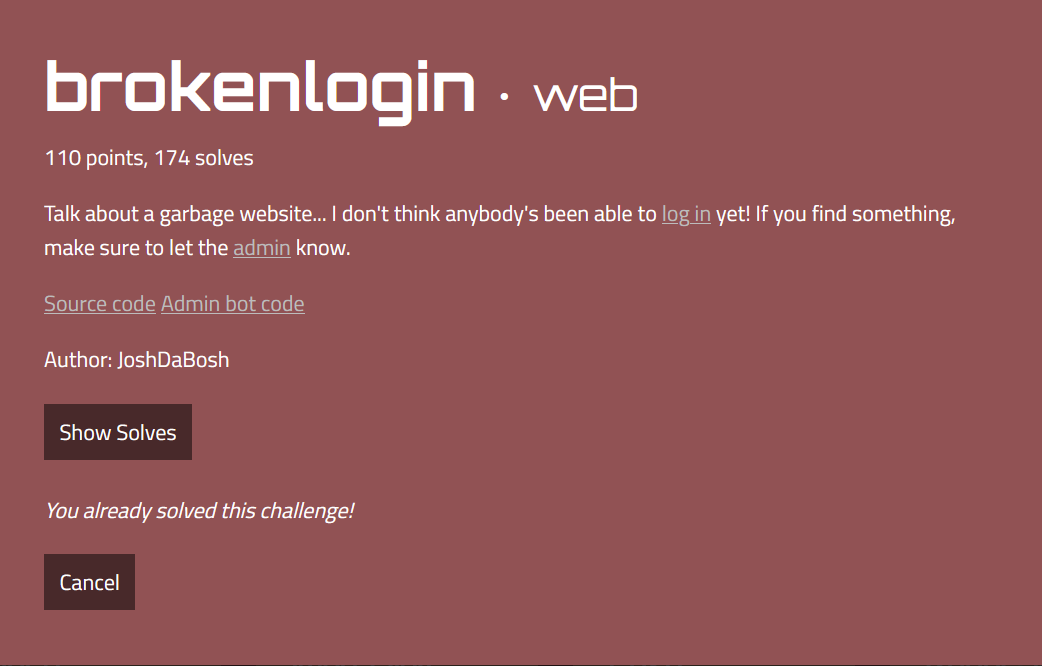 brokenlogin · web
110 points, 174 solves
Talk about a garbage website... I don't think anybody's been able to log in yet! If you find something,
make sure to let the admin know.
Source code Admin bot code
Author: JoshDaBosh
Show Solves
You already solved this challenge!
Cancel